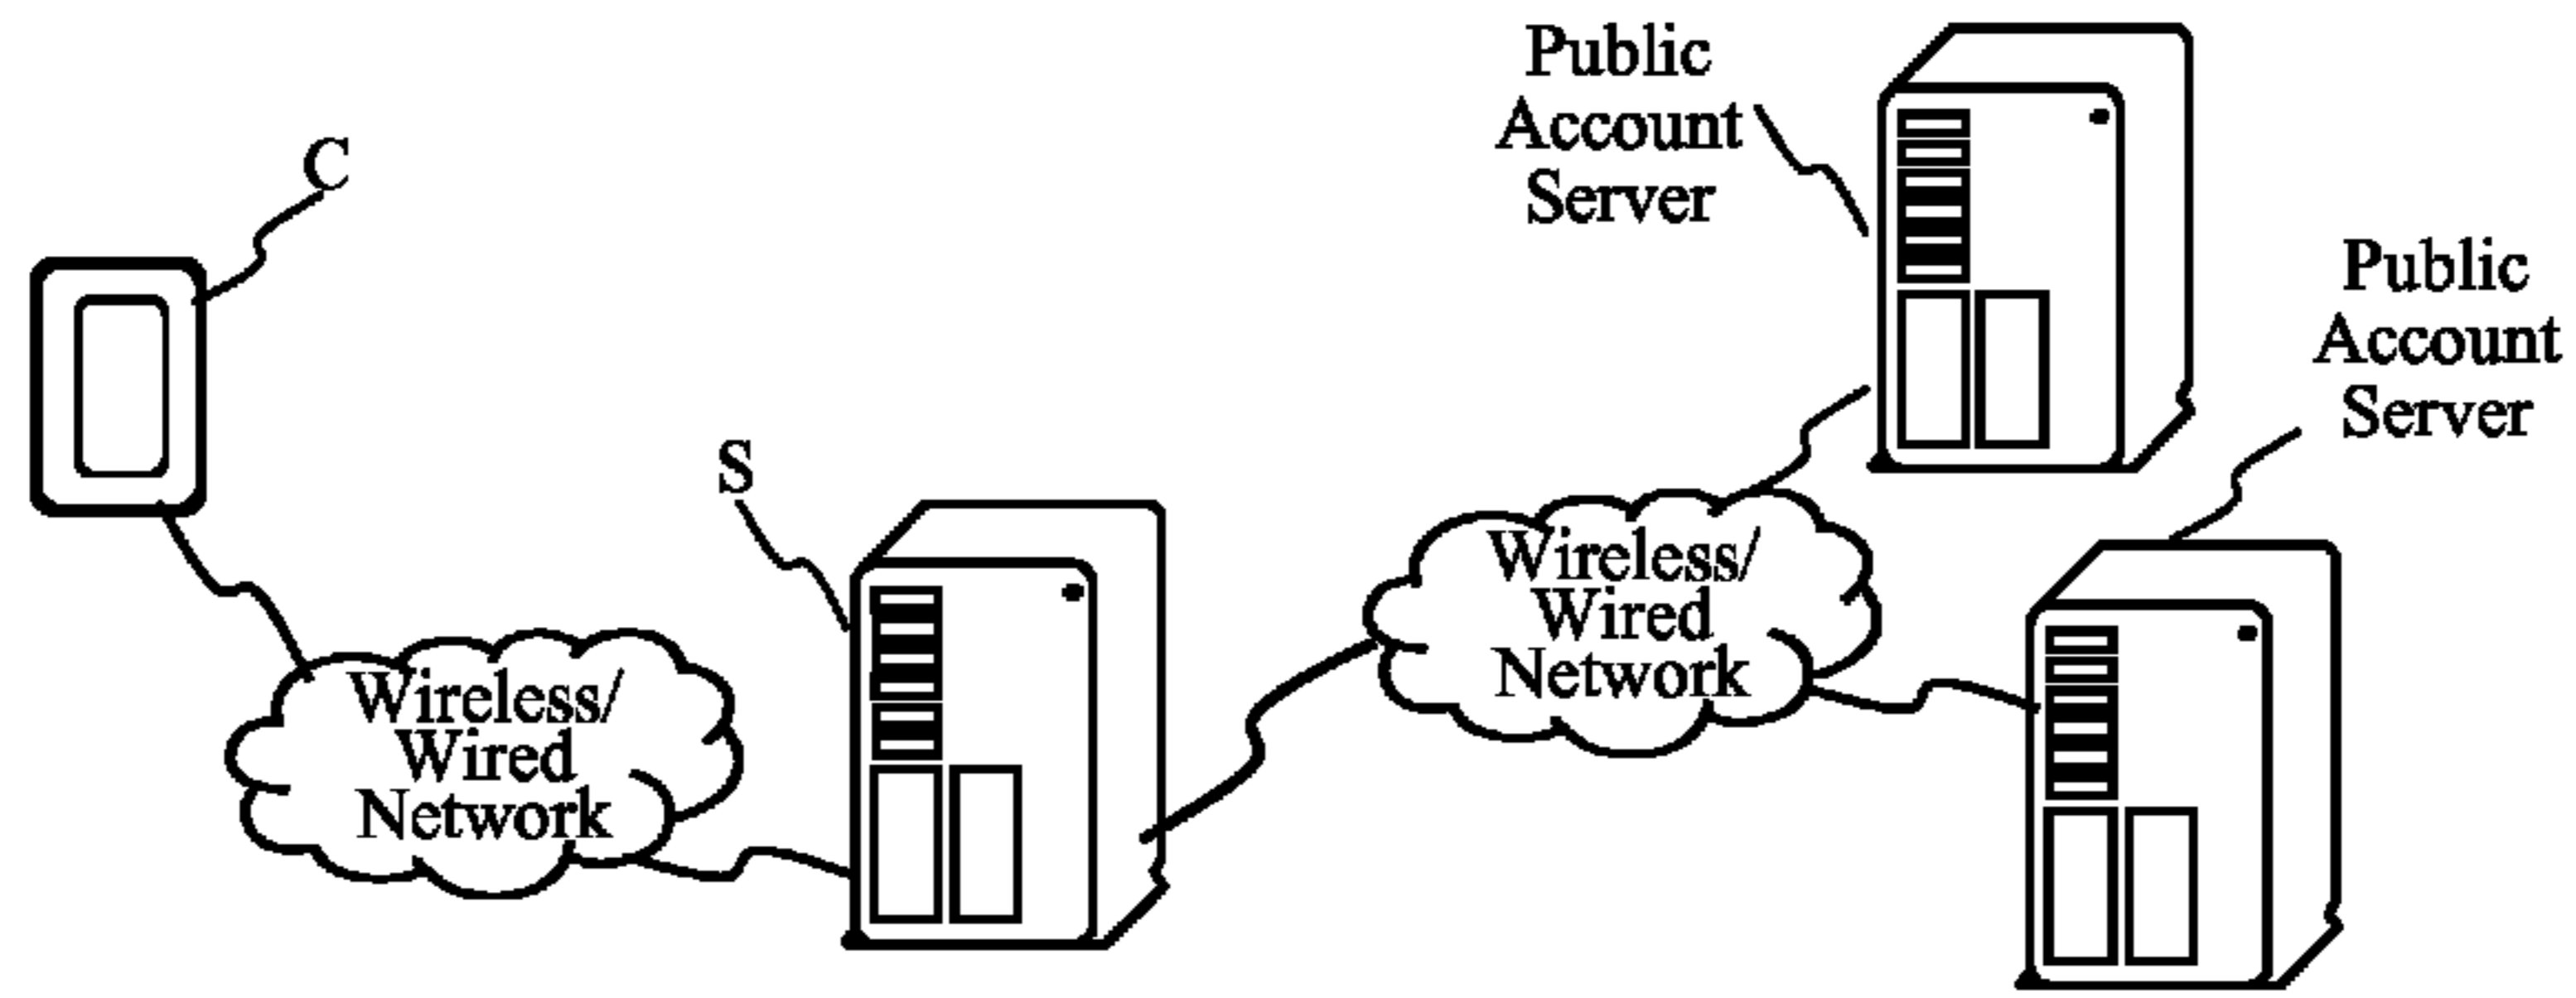 Public
Account
Server
C
Public
Account
Server
S
Wireless/
Wired
Network
Wireless/
Wired
Network